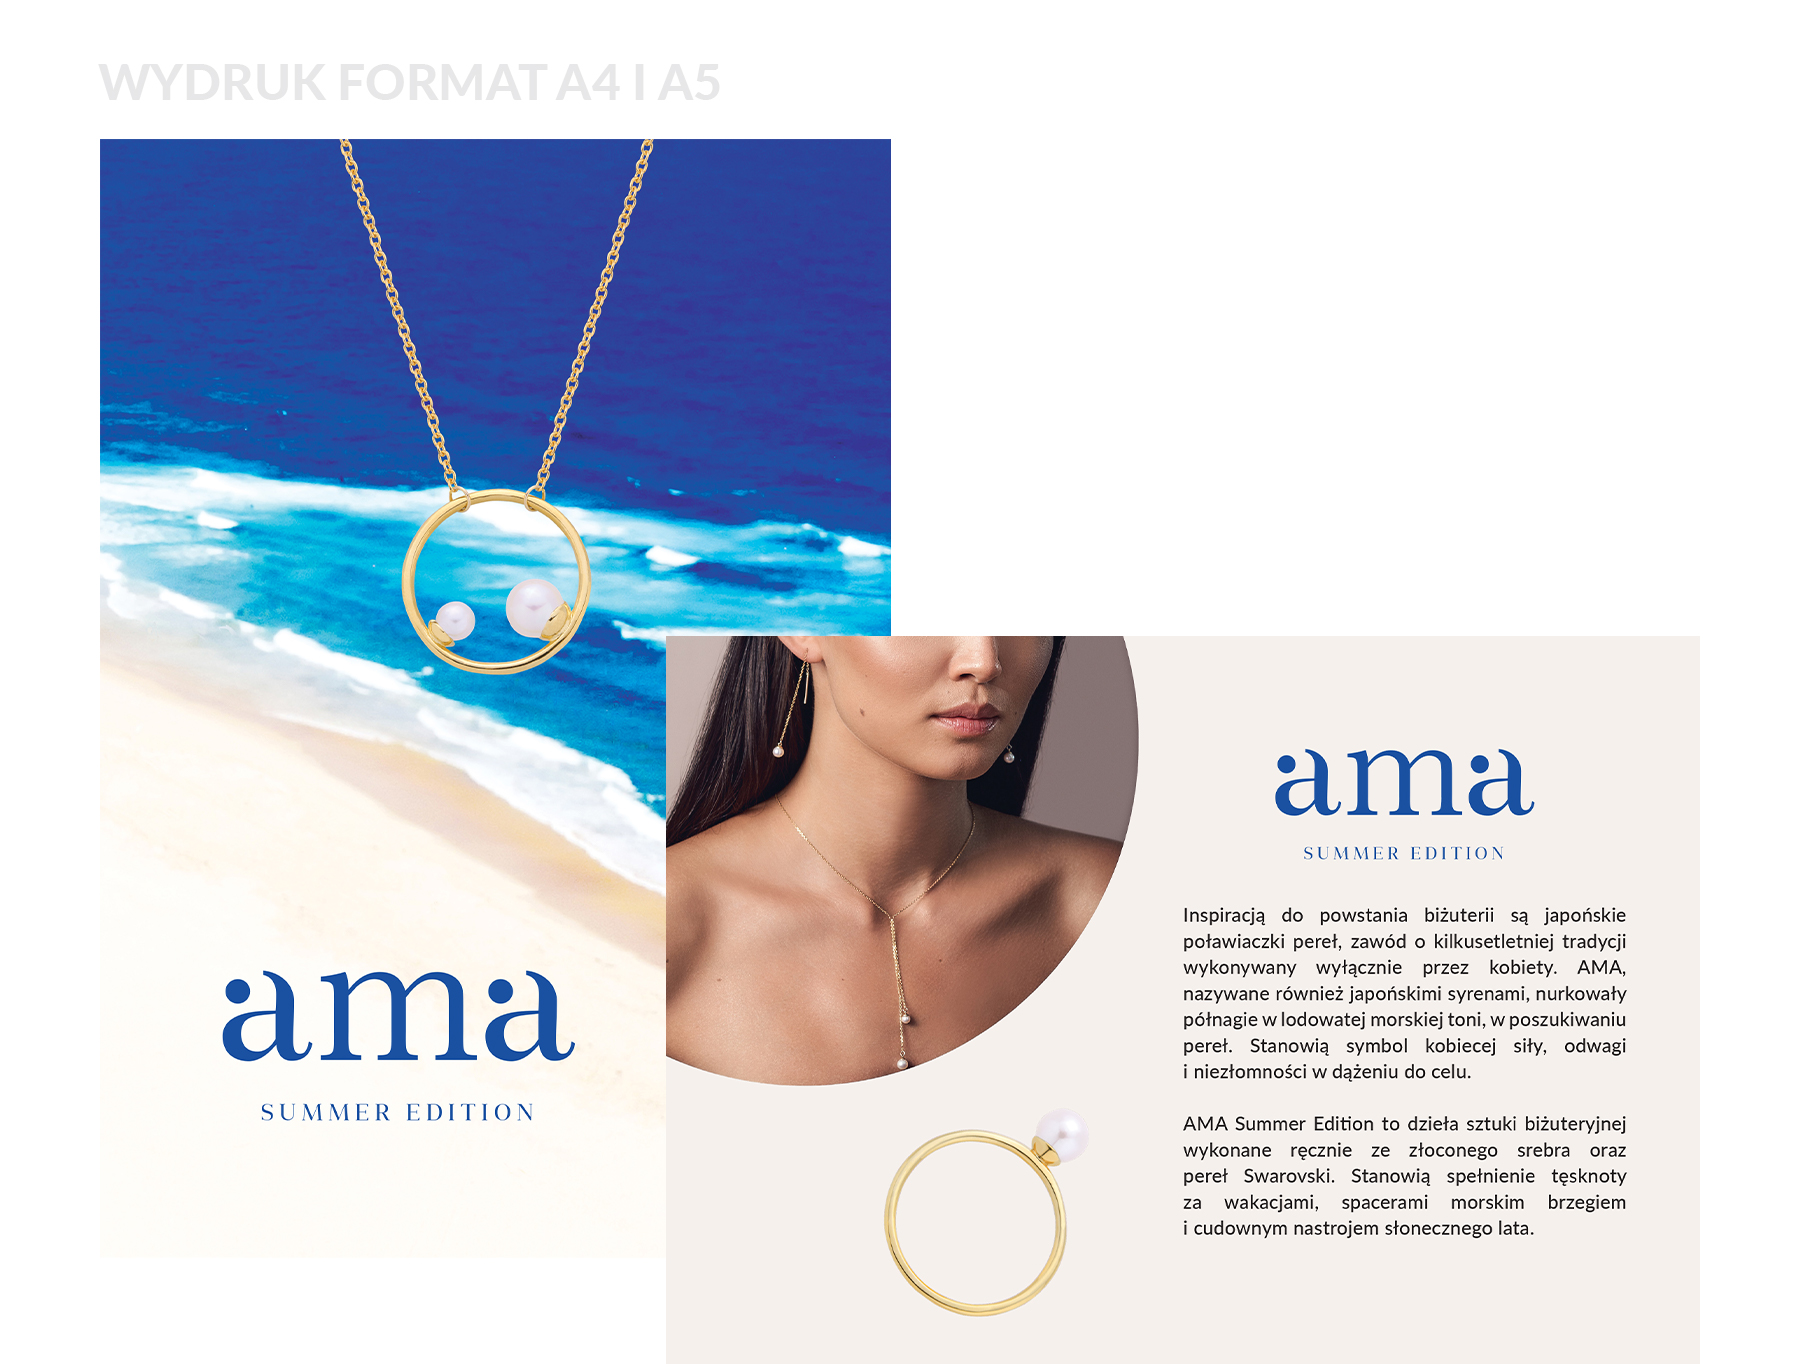 WYDRUK FORMAT A4 I A5
ama
SUMMER EDITION
ama
SUMMER EDITION
Inspiracją do powstania biżuterii są japońskie
poławiaczki pereł, zawód o kilkusetletniej tradycji
wykonywany wyłącznie przez kobiety. AMA,
nazywane również japońskimi syrenami, nurkowały
półnagie w lodowatej morskiej toni, w poszukiwaniu
pereł. Stanowią symbol kobiecej siły, odwagi
i niezłomności w dążeniu do celu.
AMA Summer Edition to dzieła sztuki biżuteryjnej
wykonane ręcznie ze złoconego srebra oraz
pereł Swarovski. Stanowią spełnienie tęsknoty
za wakacjami, spacerami morskim brzegiem
i cudownym nastrojem słonecznego lata.